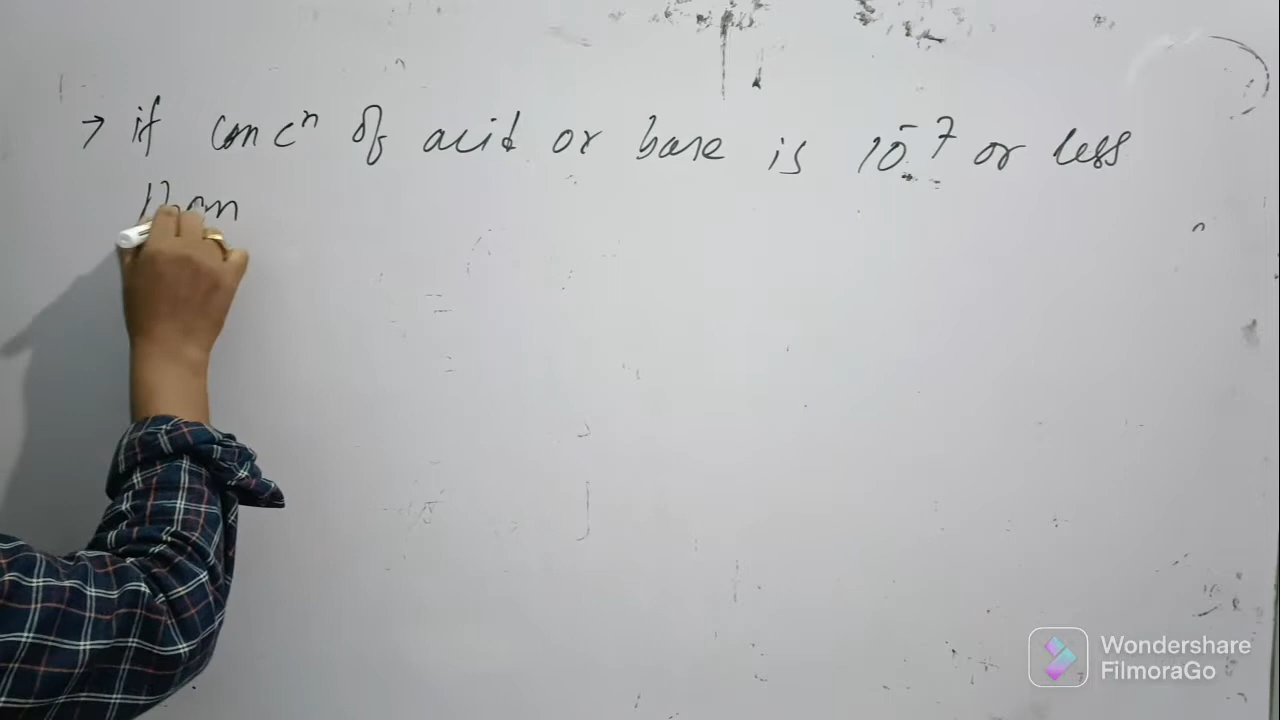 → if concⁿ of acid or base is 10⁻⁷ or less
than
Wondershare
FilmoraGo